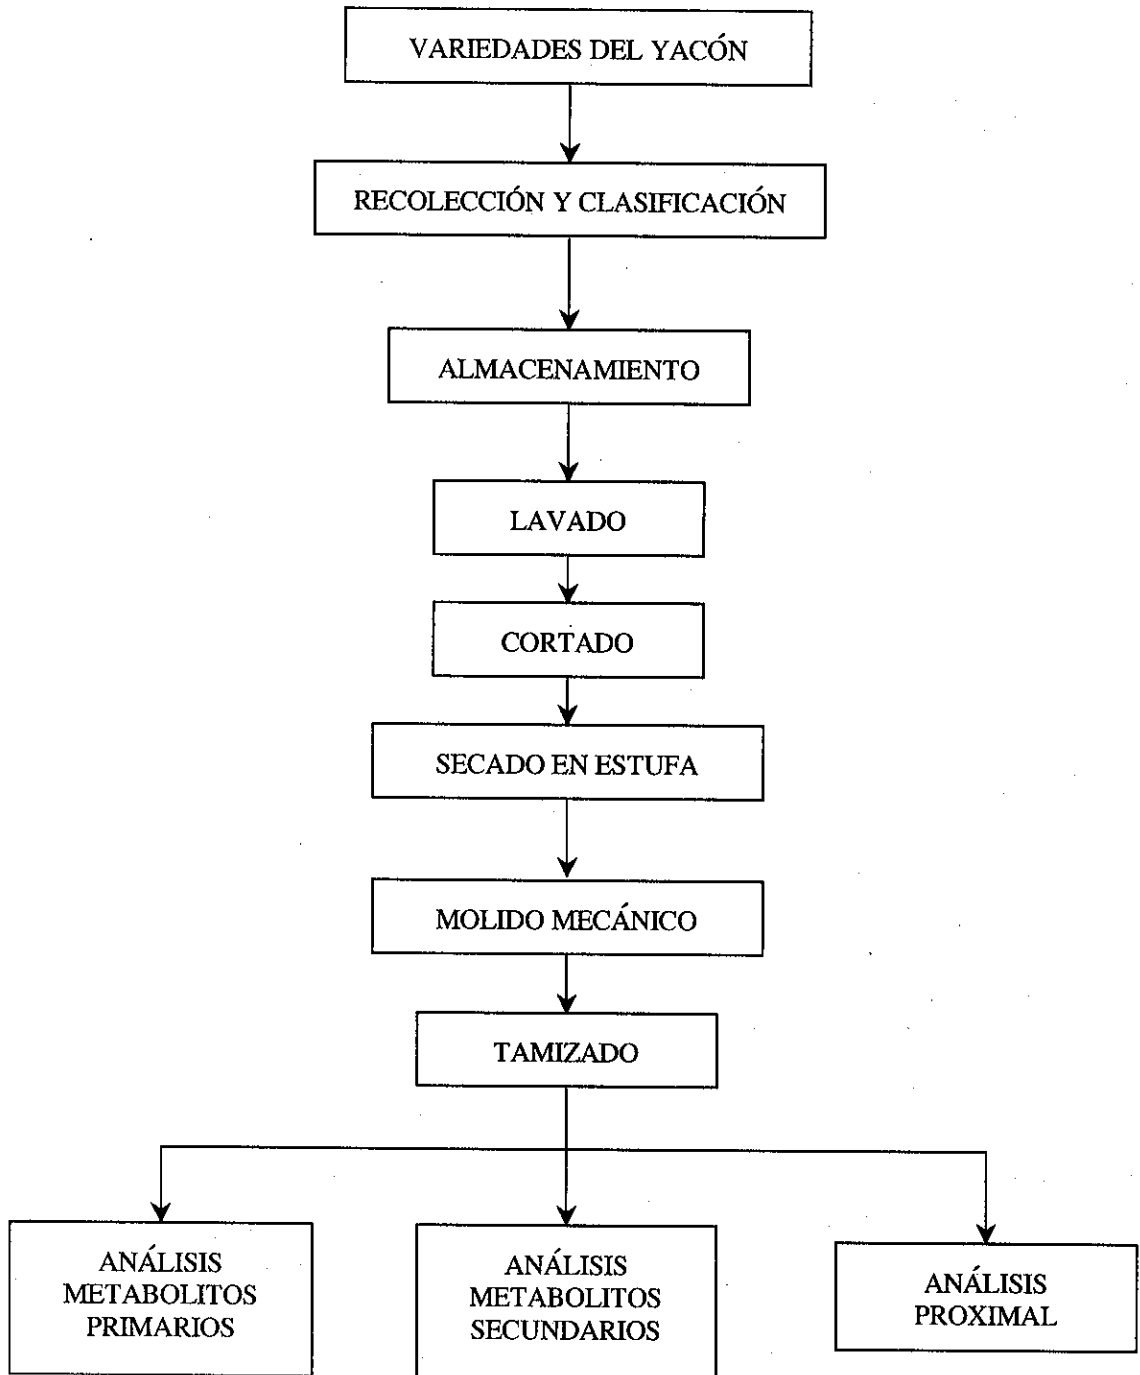 VARIEDADES DEL YACÓN
RECOLECCIÓN Y CLASIFICACIÓN
ALMACENAMIENTO
LAVADO
CORTADO
SECADO EN ESTUFA
MOLIDO MECÁNICO
TAMIZADO
ANÁLISIS
METABOLITOS
PRIMARIOS
ANÁLISIS
METABOLITOS
SECUNDARIOS
ANÁLISIS
PROXIMAL